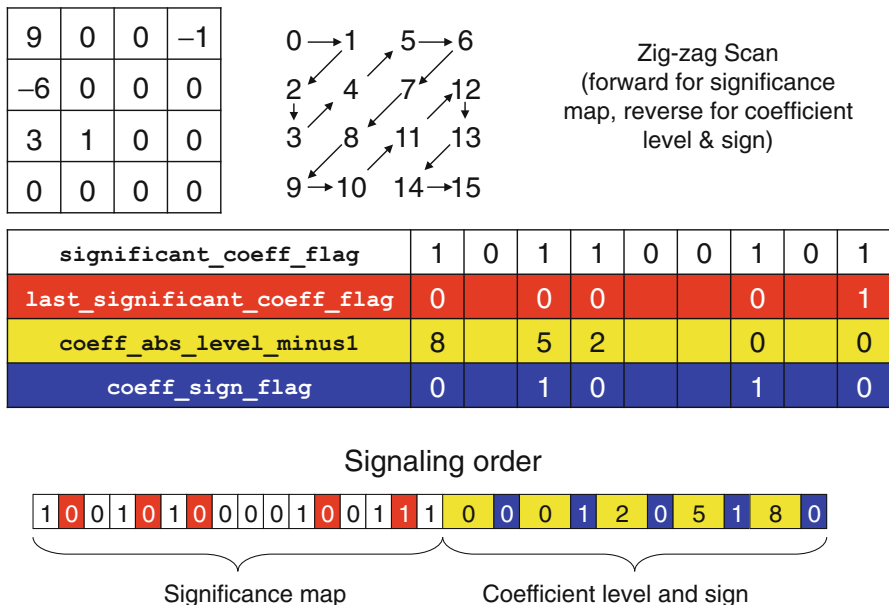 9 0 0 −1
−6 0 0 0
3 1 0 0
0 0 0 0
0 1 5 6
2 4 7 12
3 8 11 13
9 10 14 15
Zig-zag Scan
(forward for significance
map, reverse for coefficient
level & sign)
significant_coeff_flag 1 0 1 1 0 0 1 0 1
last_significant_coeff_flag 0 0 0 0 1
coeff_abs_level_minus1 8 5 2 0 0
coeff_sign_flag 0 1 0 1 0
Signaling order
1 0 0 1 0 1 0 0 0 0 1 0 0 1 1 1 0 0 0 1 2 0 5 1 8 0
Significance map Coefficient level and sign